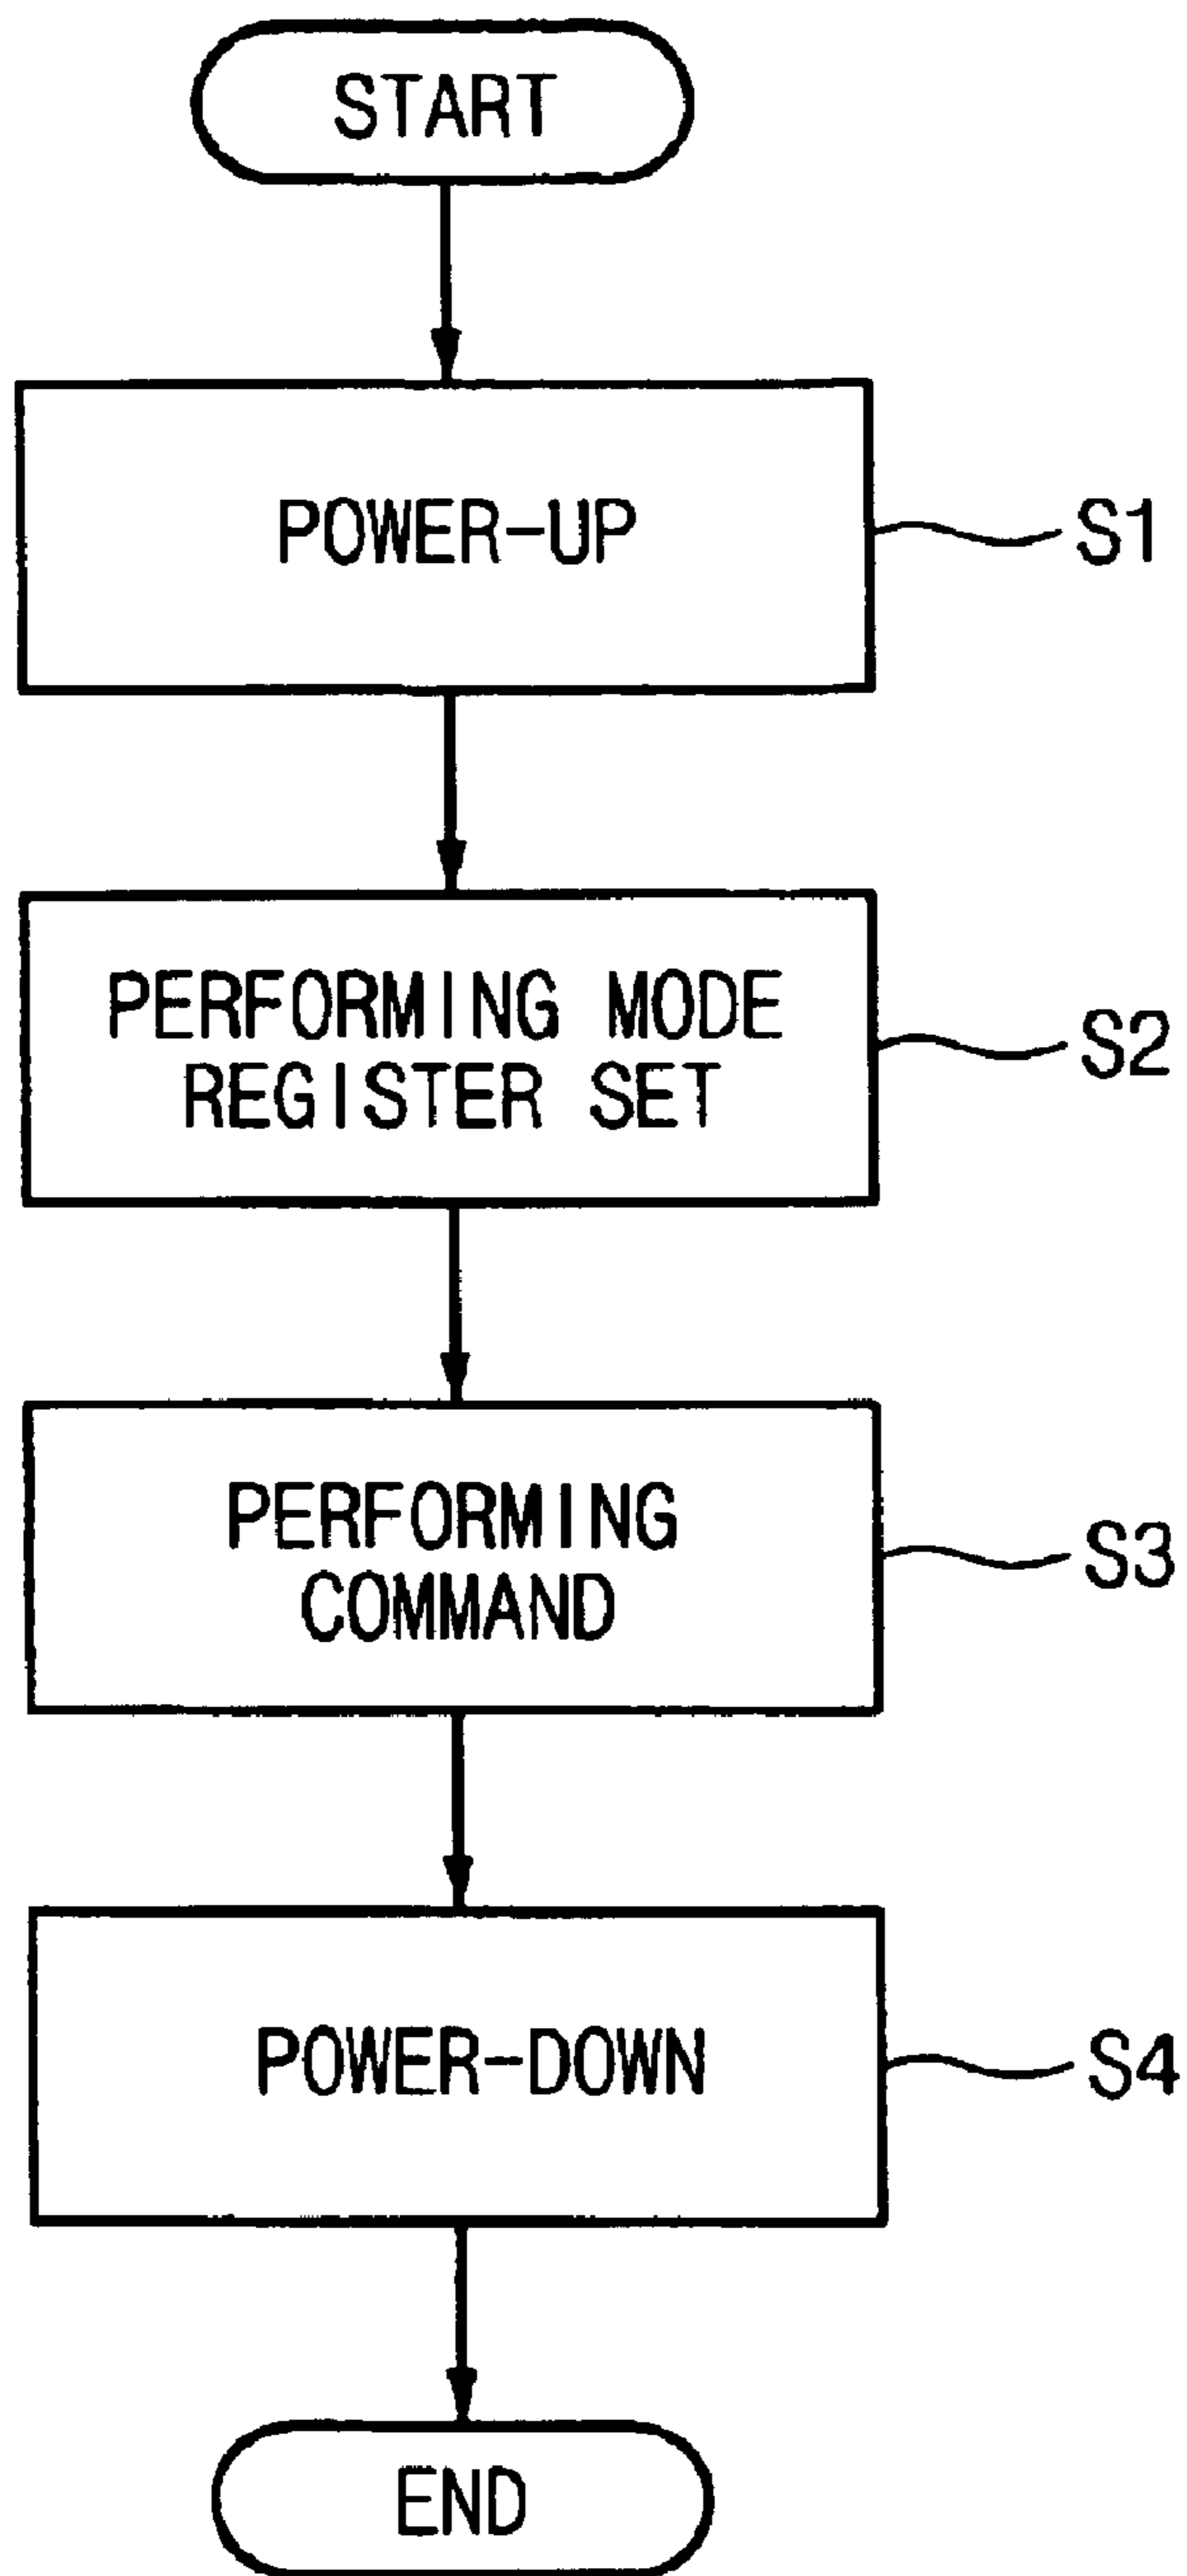 START
POWER-UP
S1
PERFORMING MODE
REGISTER SET
S2
PERFORMING
COMMAND
S3
POWER-DOWN
S4
END